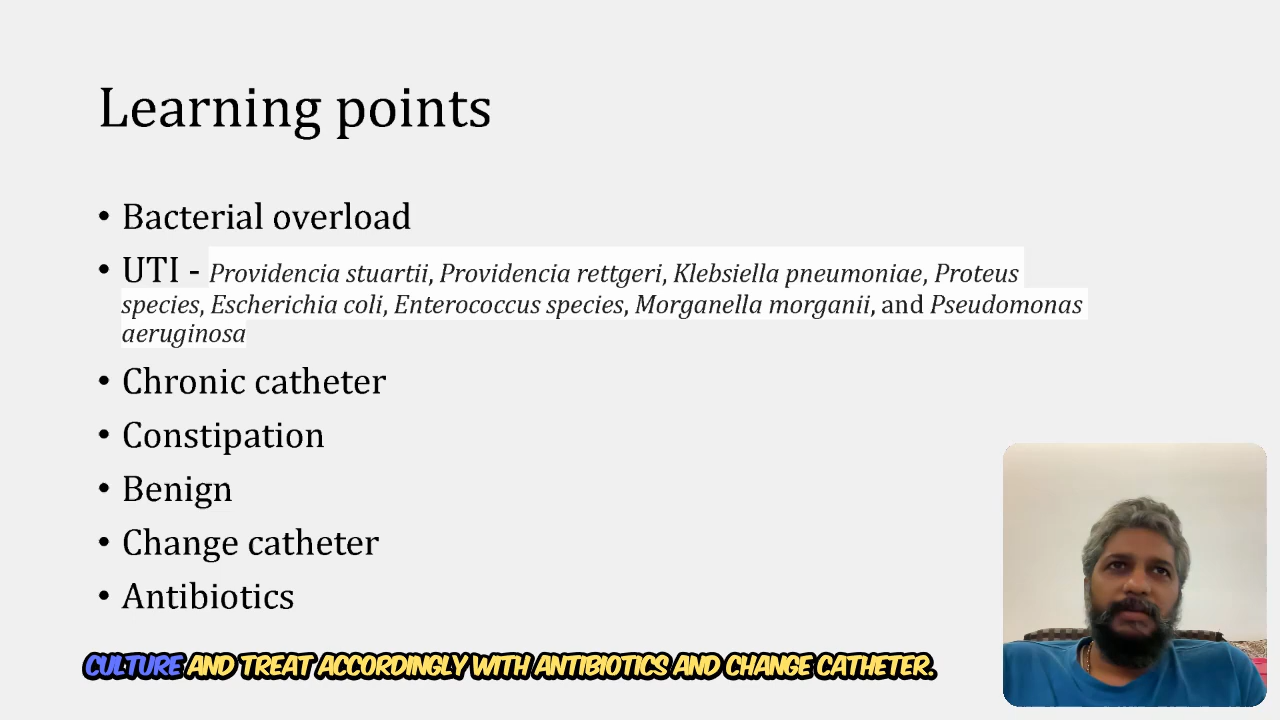 Learning points
• Bacterial overload
• UTI - Providencia stuartii, Providencia rettgeri, Klebsiella pneumoniae, Proteus
species, Escherichia coli, Enterococcus species, Morganella morganii, and Pseudomonas
aeruginosa
• Chronic catheter
• Constipation
• Benign
• Change catheter
• Antibiotics
CULTURE AND TREAT ACCORDINGLY WITH ANTIBIOTICS AND CHANGE CATHETER.